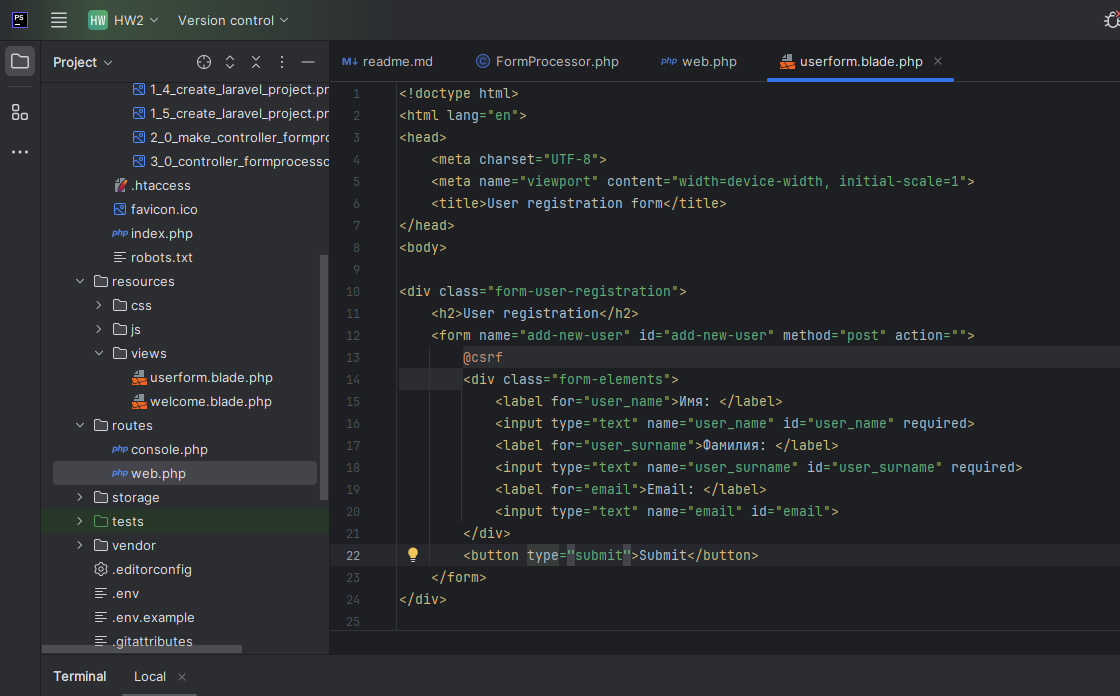 PS HW HW2 Version control
Project
readme.md FormProcessor.php web.php userform.blade.php
1_4_create_laravel_project.pr
1_5_create_laravel_project.pr
2_0_make_controller_formpro
3_0_controller_formprocesso
.htaccess
favicon.ico
php index.php
robots.txt
resources
css
js
views
userform.blade.php
welcome.blade.php
routes
php console.php
php web.php
storage
tests
vendor
.editorconfig
.env
.env.example
.gitattributes
1 <!doctype html>
2 <html lang="en">
3 <head>
4 <meta charset="UTF-8">
5 <meta name="viewport" content="width=device-width, initial-scale=1">
6 <title>User registration form</title>
7 </head>
8 <body>
9
10 <div class="form-user-registration">
11 <h2>User registration</h2>
12 <form name="add-new-user" id="add-new-user" method="post" action="">
13 @csrf
14 <div class="form-elements">
15 <label for="user_name">Имя: </label>
16 <input type="text" name="user_name" id="user_name" required>
17 <label for="user_surname">Фамилия: </label>
18 <input type="text" name="user_surname" id="user_surname" required>
19 <label for="email">Email: </label>
20 <input type="text" name="email" id="email">
21 </div>
22 <button type="submit">Submit</button>
23 </form>
24 </div>
25
Terminal Local